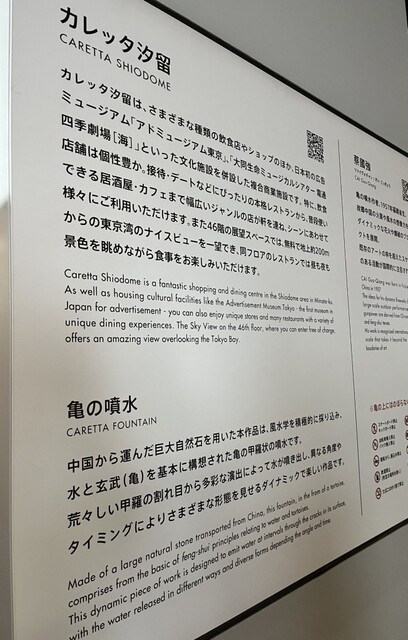 カレッタ汐留
CARETTA SHIODOME
カレッタ汐留は、さまざまな種類の飲食店やショップのほか、日本初の広告
ミュージアム「アドミュージアム東京」、「大同生命ミュージカルシアター 電通
四季劇場[海]」といった文化施設を併設した複合商業施設です。特に、飲食
店舗は個性豊か。接待・デートなどにぴったりの本格レストランから、普段使い
できる居酒屋・カフェまで幅広いジャンルの店が軒を連ね、シーンにあわせて
様々にご利用いただけます。また46階の展望スペースでは、無料で地上約200m
からの東京湾のナイスビューを一望でき、同フロアのレストランでは昼も夜も
景色を眺めながら食事をお楽しみいただけます。
Caretta Shiodome is a fantastic shopping and dining centre in the Shiodome area in Minato-ku.
As well as housing cultural facilities like the Advertisement Museum Tokyo - the first museum in
Japan for advertisement - you can also enjoy unique stores and many restaurants with a variety of
unique dining experiences. The Sky View on the 46th floor, where you can enter free of charge,
offers an amazing view overlooking the Tokyo Bay.
亀の噴水
CARETTA FOUNTAIN
中国から運んだ巨大自然石を用いた本作品は、風水学を積極的に採り込み、
水と玄武(亀)を基本に構想された亀の甲羅状の噴水です。
荒々しい甲羅の割れ目から多彩な演出によって水が噴き出し、異なる角度や
タイミングによりさまざまな形態を見せるダイナミックで楽しい作品です。
Made of a large natural stone transported from China, this fountain, in the from of a tortoise,
comprises from the basic of feng-shui principles relating to water and tortoises.
This dynamic piece of work is designed to emit water at intervals through the cracks in its surface,
with the water released in different ways and diverse forms depending the angle and time.
蔡國強